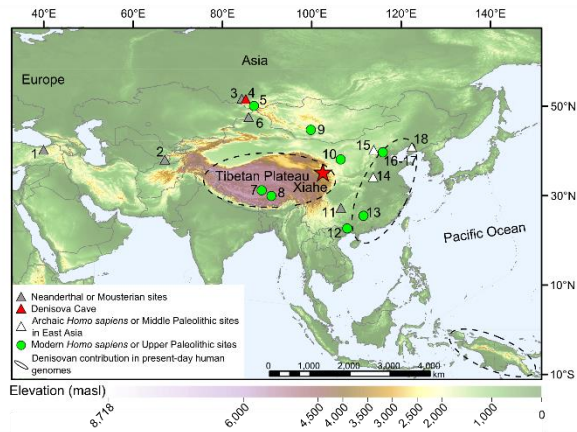 40°E 60°E 80°E 100°E 120°E 140°E
Asia
Europe
3 4
5
50°N
6
9
18
15
10
16-17
1
2
14
Tibetan Plateau
Xiahe
30°N
7 8
11
13
12
Pacific Ocean
Neanderthal or Mousterian sites
Denisova Cave
Archaic Homo sapiens or Middle Paleolithic sites
in East Asia
Modern Homo sapiens or Upper Paleolithic sites
Denisovan contribution in present-day human
genomes
10°N
0 1,000 2,000 3,000 4,000
km
10°S
Elevation (masl)
8,718 6,000 4,500 4,000 3,500 3,000 2,500 2,000 1,000 0